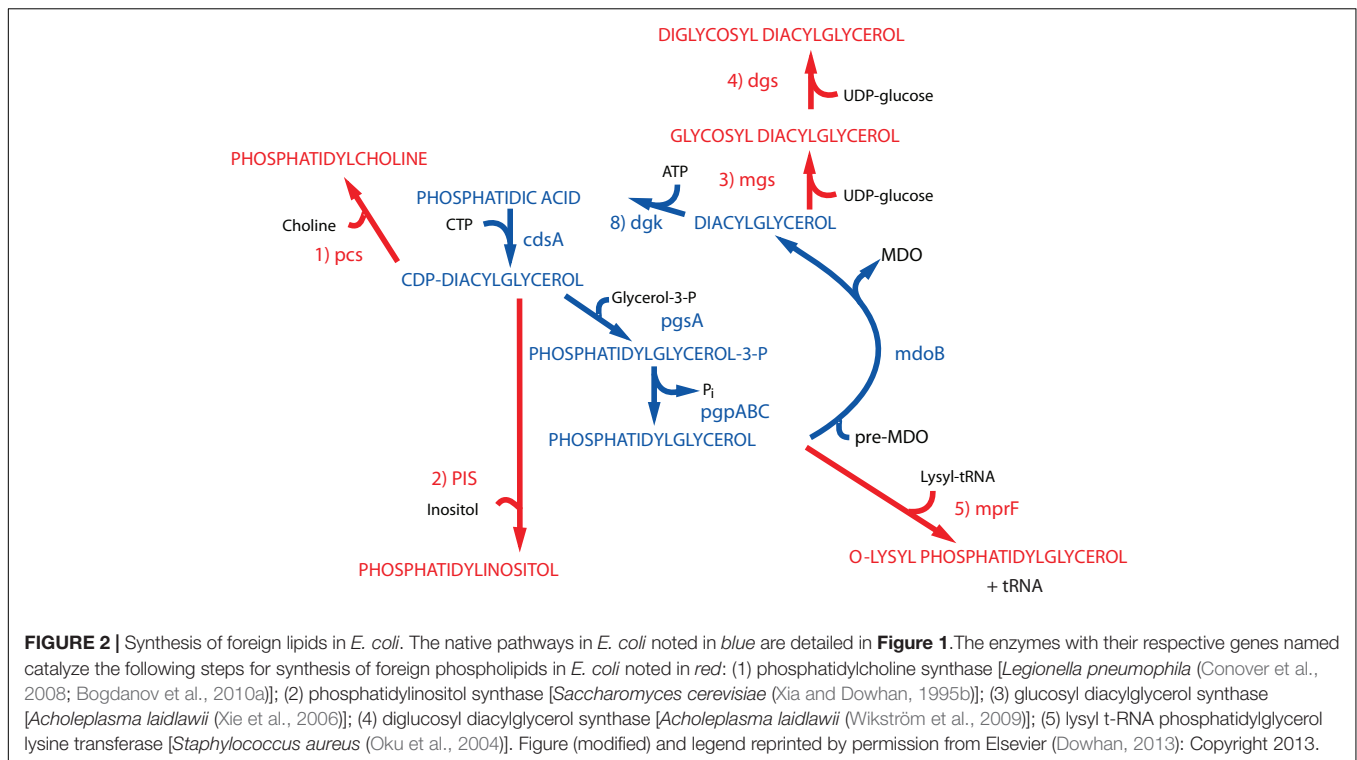 DIGLYCOSYL DIACYLGLYCEROL
4) dgs
UDP-glucose
GLYCOSYL DIACYLGLYCEROL
PHOSPHATIDYLCHOLINE
ATP
3) mgs
UDP-glucose
PHOSPHATIDIC ACID
Choline
CTP
8) dgk
DIACYLGLYCEROL
cdsA
1) pcs
MDO
CDP-DIACYLGLYCEROL
Glycerol-3-P
pgsA
PHOSPHATIDYLGLYCEROL-3-P
mdoB
Pi
pgpABC
PHOSPHATIDYLGLYCEROL
pre-MDO
2) PIS
Lysyl-tRNA
Inositol
5) mprF
O-LYSYL PHOSPHATIDYLGLYCEROL
PHOSPHATIDYLINOSITOL
+ tRNA
FIGURE 2 | Synthesis of foreign lipids in E. coli. The native pathways in E. coli noted in blue are detailed in Figure 1.The enzymes with their respective genes named
catalyze the following steps for synthesis of foreign phospholipids in E. coli noted in red: (1) phosphatidylcholine synthase [Legionella pneumophila (Conover et al.,
2008; Bogdanov et al., 2010a)]; (2) phosphatidylinositol synthase [Saccharomyces cerevisiae (Xia and Dowhan, 1995b)]; (3) glucosyl diacylglycerol synthase
[Acholeplasma laidlawii (Xie et al., 2006)]; (4) diglucosyl diacylglycerol synthase [Acholeplasma laidlawii (Wikström et al., 2009)]; (5) lysyl t-RNA phosphatidylglycerol
lysine transferase [Staphylococcus aureus (Oku et al., 2004)]. Figure (modified) and legend reprinted by permission from Elsevier (Dowhan, 2013): Copyright 2013.